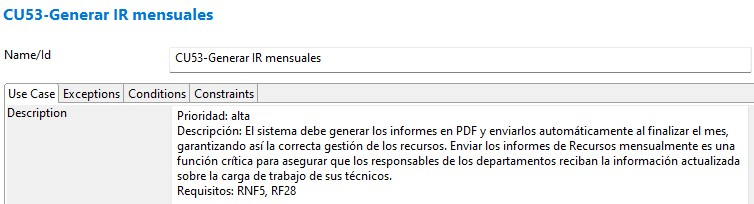 CU53-Generar IR mensuales
Name/Id
CU53-Generar IR mensuales
Use Case Exceptions Conditions Constraints
Description
Prioridad: alta
Descripción: El sistema debe generar los informes en PDF y enviarlos automáticamente al finalizar el mes,
garantizando así la correcta gestión de los recursos. Enviar los informes de Recursos mensualmente es una
función crítica para asegurar que los responsables de los departamentos reciban la información actualizada
sobre la carga de trabajo de sus técnicos.
Requisitos: RNF5, RF28